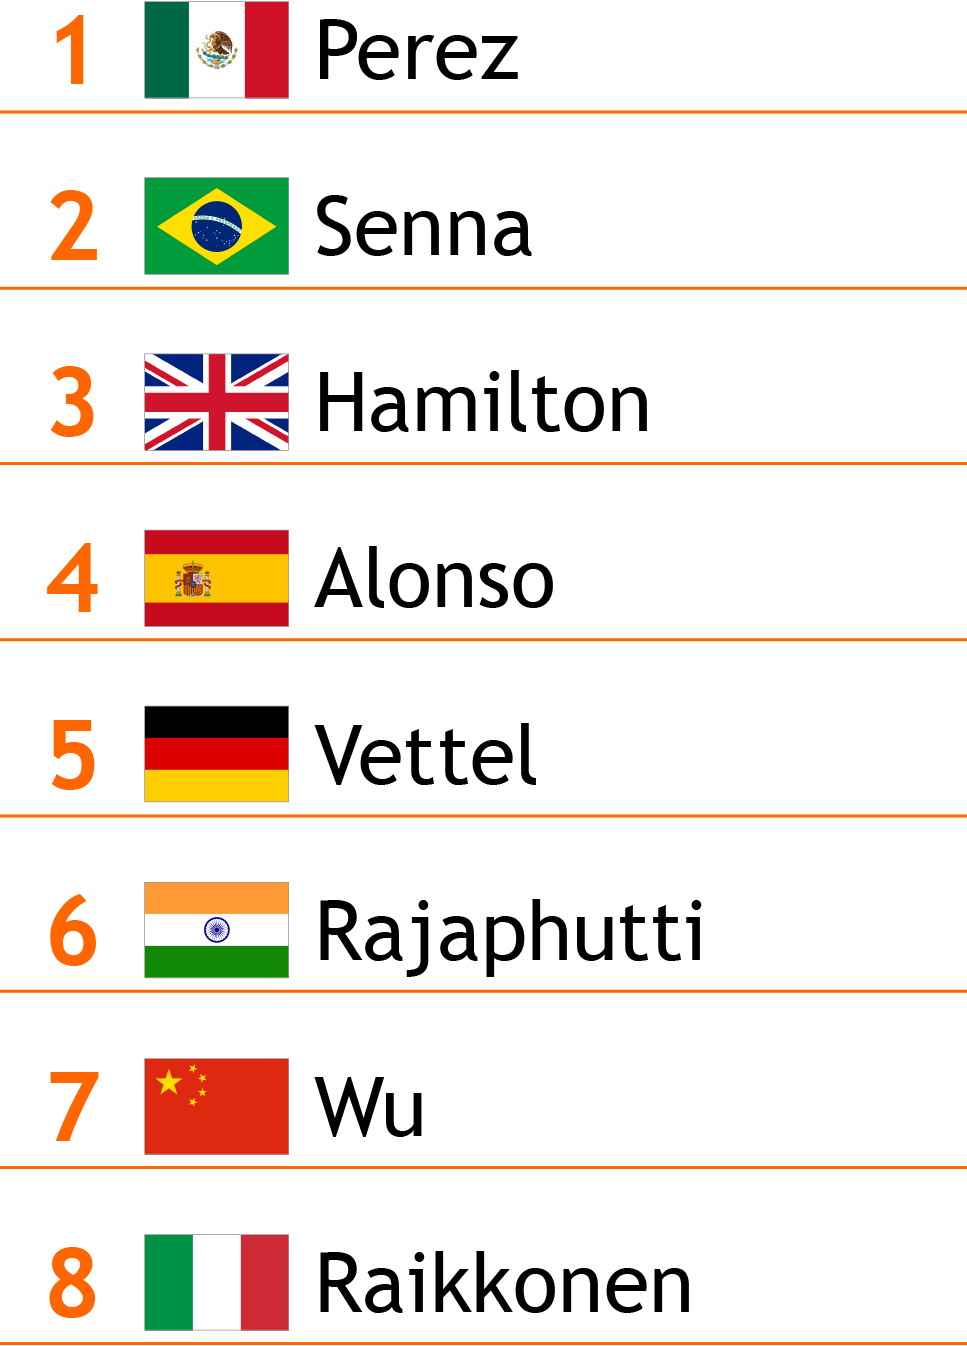 1 Perez
2 Senna
3 Hamilton
4 Alonso
5 Vettel
6 Rajaphutti
7 Wu
8 Raikkonen